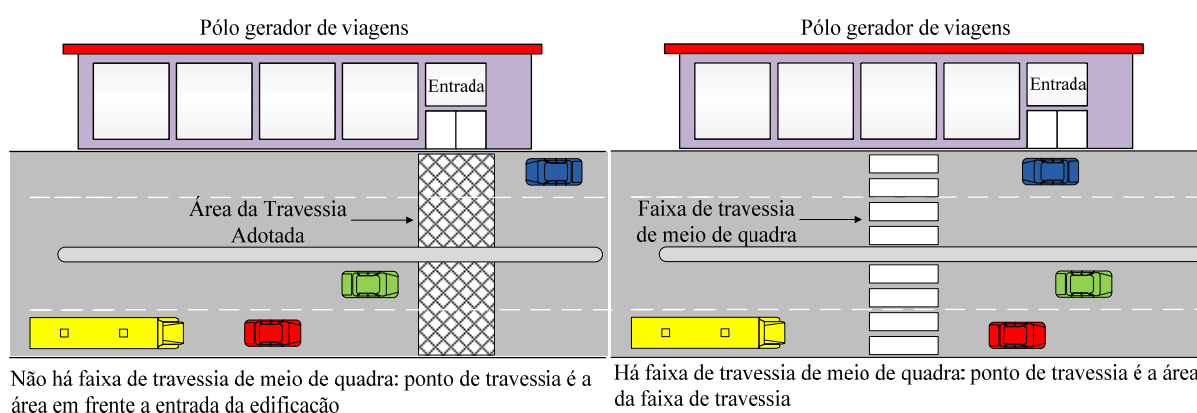 Pólo gerador de viagens
Entrada
Área da Travessia
Adotada
Não há faixa de travessia de meio de quadra: ponto de travessia é a
área em frente a entrada da edificacão
Pólo gerador de viagens
Entrada
Faixa de travessia
de meio de quadra
Há faixa de travessia de meio de quadra: ponto de travessia é a área
da faixa de travessia